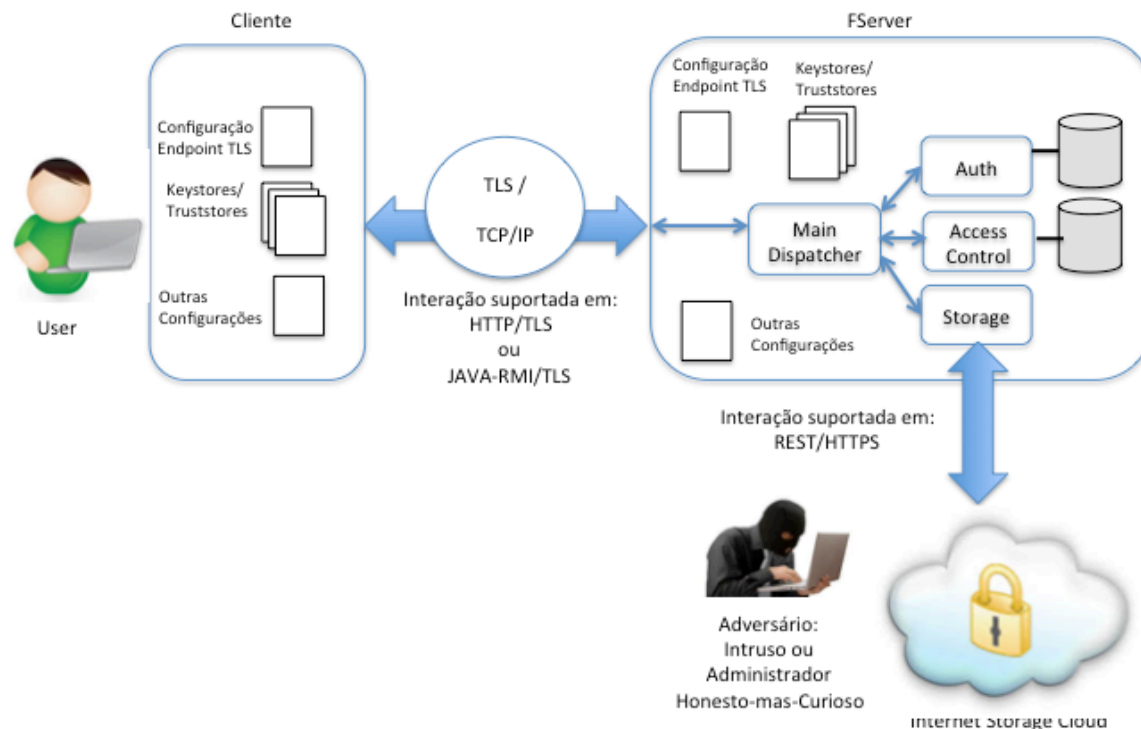 Cliente
FServer
Configuração
Endpoint TLS
Keystores/
Truststores
Outras
Configurações
User
TLS /
TCP/IP
Interação suportada em:
HTTP/TLS
ou
JAVA-RMI/TLS
Configuração
Endpoint TLS
Keystores/
Truststores
Auth
Main
Dispatcher
Access
Control
Storage
Outras
Configurações
Interação suportada em:
REST/HTTPS
Adversário:
Intruso ou
Administrador
Honesto-mas-Curioso
Internet Storage Cloud